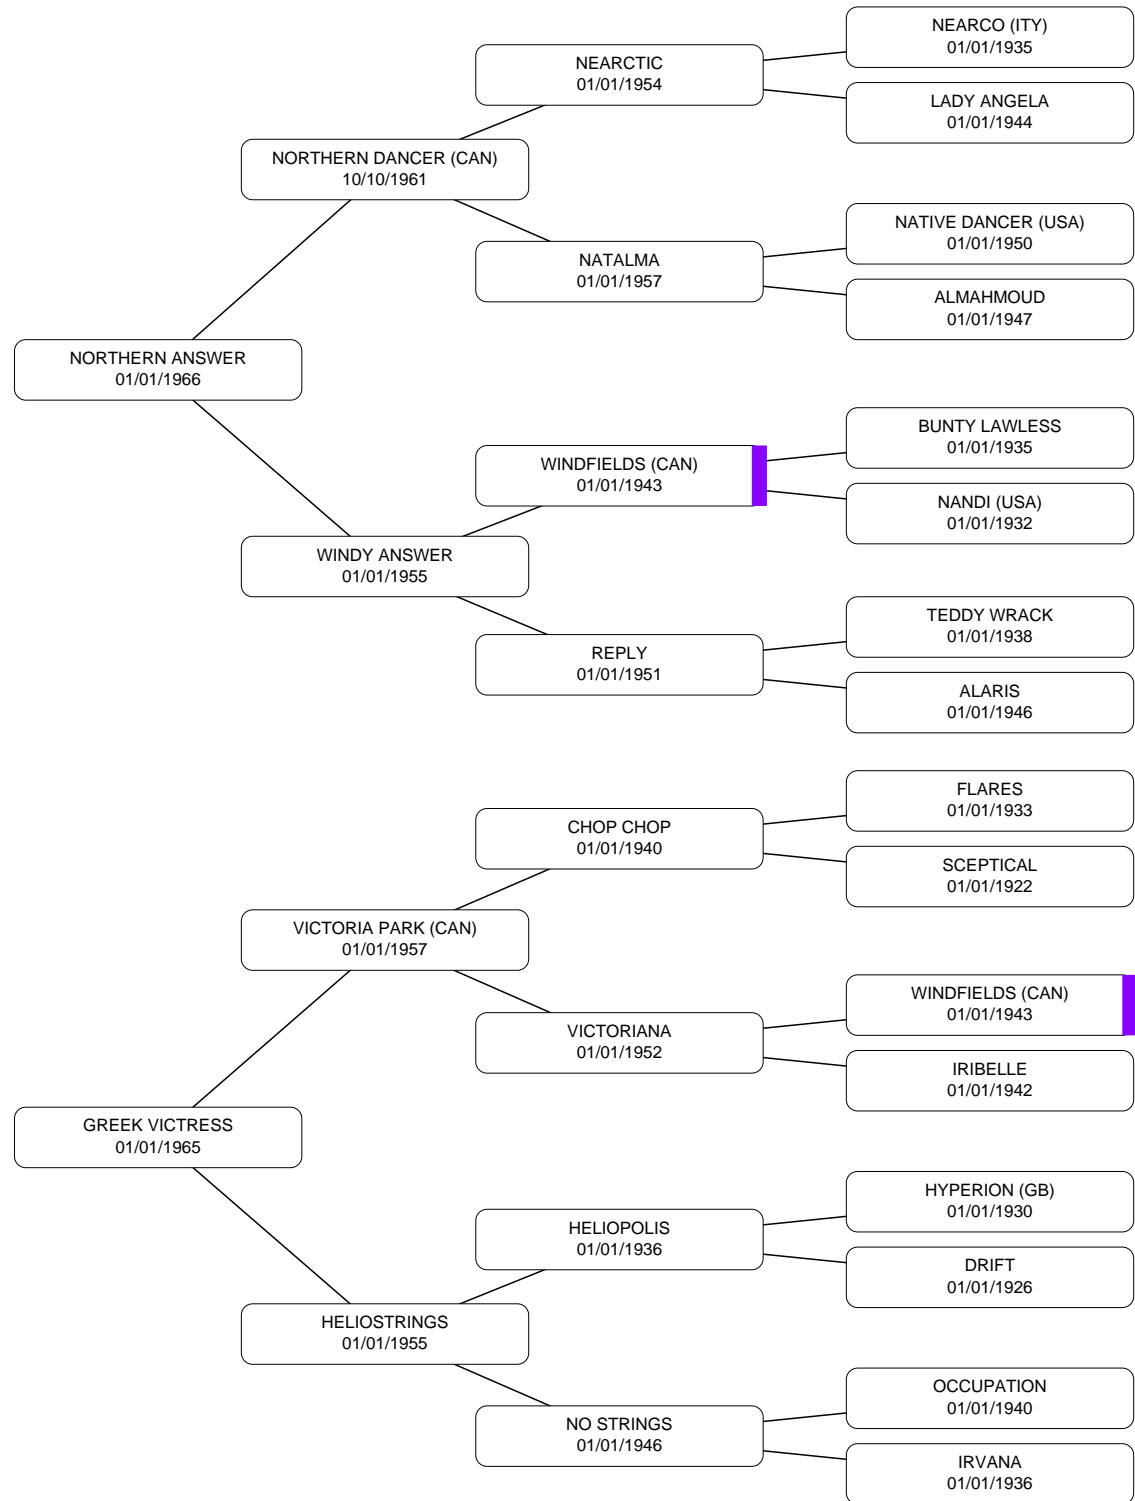 NEARCO (ITY)
01/01/1935
NEARCTIC
01/01/1954
LADY ANGELA
01/01/1944
NORTHERN DANCER (CAN)
10/10/1961
NATIVE DANCER (USA)
01/01/1950
NATALMA
01/01/1957
ALMAHMOUD
01/01/1947
NORTHERN ANSWER
01/01/1966
BUNTY LAWLESS
01/01/1935
WINDFIELDS (CAN)
01/01/1943
NANDI (USA)
01/01/1932
WINDY ANSWER
01/01/1955
TEDDY WRACK
01/01/1938
REPLY
01/01/1951
ALARIS
01/01/1946
FLARES
01/01/1933
CHOP CHOP
01/01/1940
SCEPTICAL
01/01/1922
VICTORIA PARK (CAN)
01/01/1957
WINDFIELDS (CAN)
01/01/1943
VICTORIANA
01/01/1952
IRIBELLE
01/01/1942
GREEK VICTRESS
01/01/1965
HYPERION (GB)
01/01/1930
HELIOPOLIS
01/01/1936
DRIFT
01/01/1926
HELIOSTRINGS
01/01/1955
OCCUPATION
01/01/1940
NO STRINGS
01/01/1946
IRVANA
01/01/1936